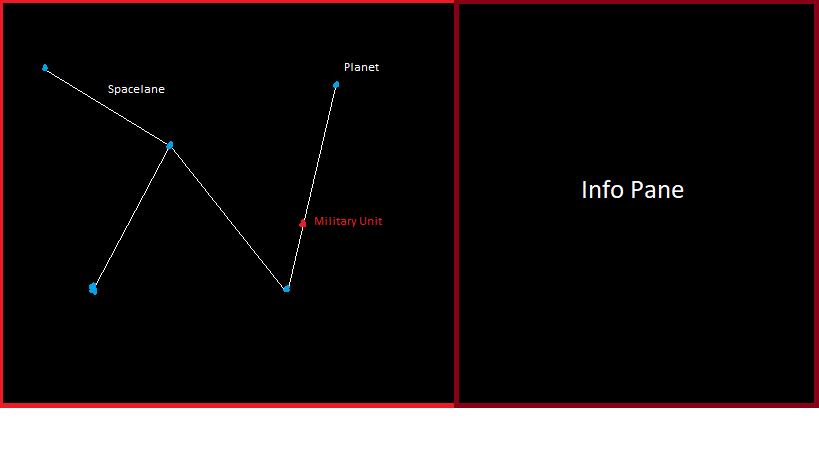 Planet
Spacelane
Military Unit
Info Pane